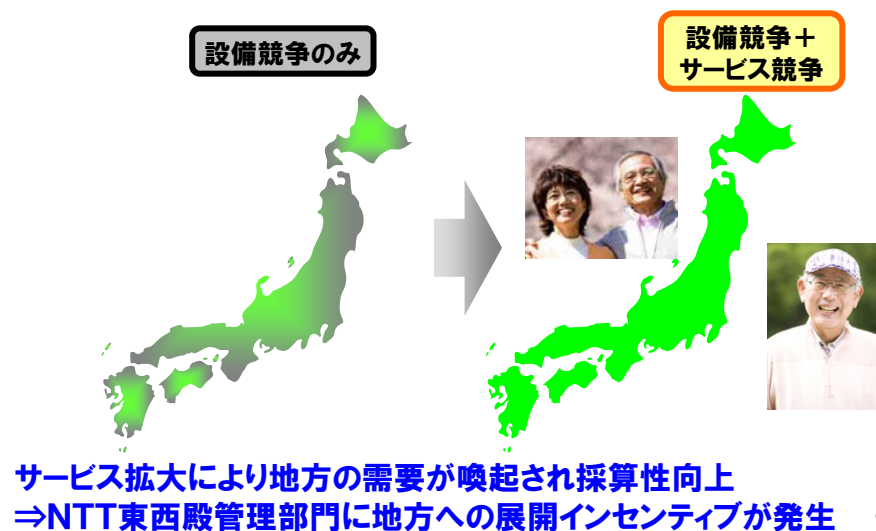 設備競争のみ
設備競争＋
サービス競争
サービス拡大により地方の需要が喚起され採算性向上
⇒NTT東西殿管理部門に地方への展開インセンティブが発生